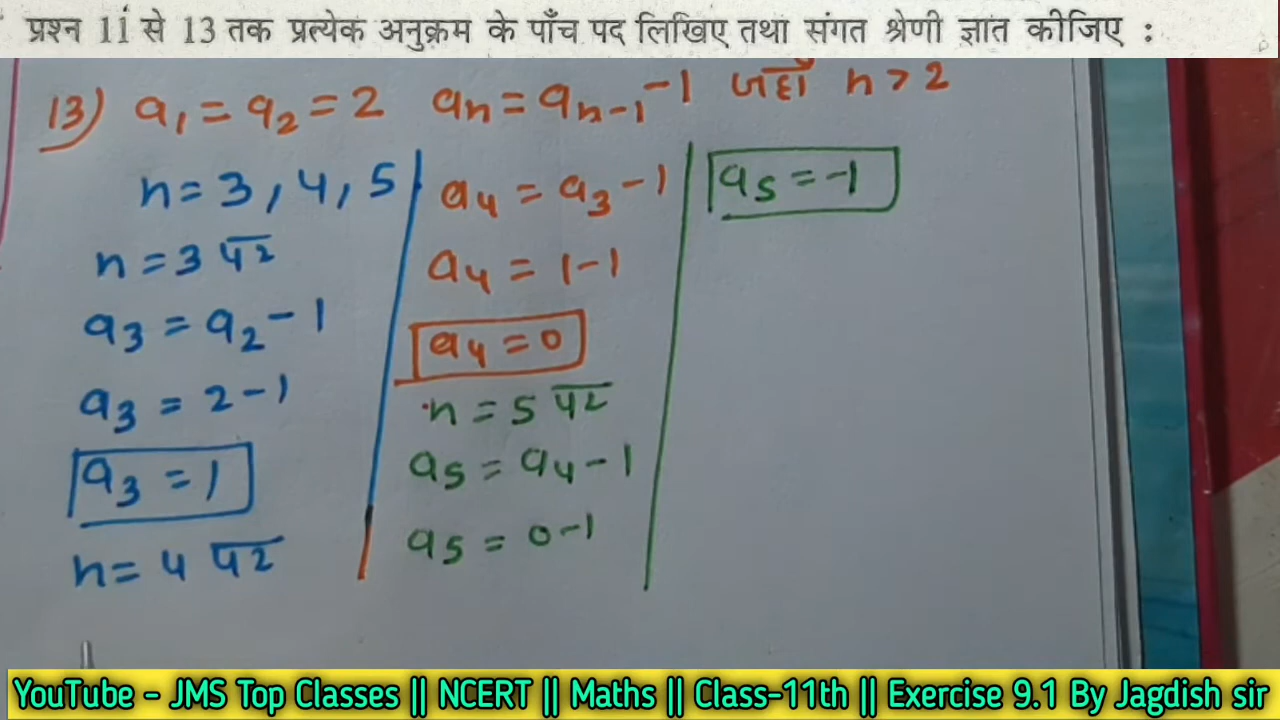 प्रश्न 11 से 13 तक प्रत्येक अनुक्रम के पाँच पद लिखिए तथा संगत श्रेणी ज्ञात कीजिए :
13) a₁ = a₂ = 2 aₙ = aₙ₋₁ - 1 जहाँ n > 2
n = 3, 4, 5
n = 3 पर
a₃ = a₂ - 1
a₃ = 2 - 1
a₃ = 1
n = 4 पर
a₄ = a₃ - 1
a₄ = 1 - 1
a₄ = 0
n = 5 पर
a₅ = a₄ - 1
a₅ = 0 - 1
a₅ = -1
YouTube - JMS Top Classes || NCERT || Maths || Class-11th || Exercise 9.1 By Jagdish sir